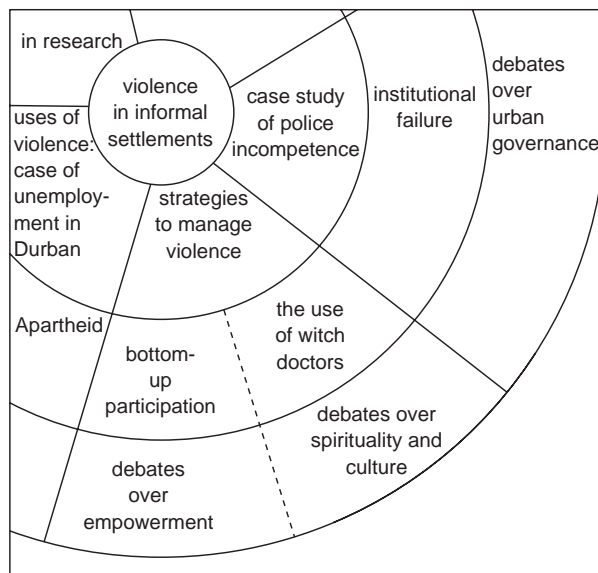 in research
violence
in informal
settlements
case study
of police
incompetence
institutional
failure
debates
over
urban
governance
uses of
violence:
case of
unemploy-
ment in
Durban
strategies
to manage
violence
Apartheid
bottom-
up
participation
the use
of witch
doctors
debates over
spirituality and
culture
debates
over
empowerment